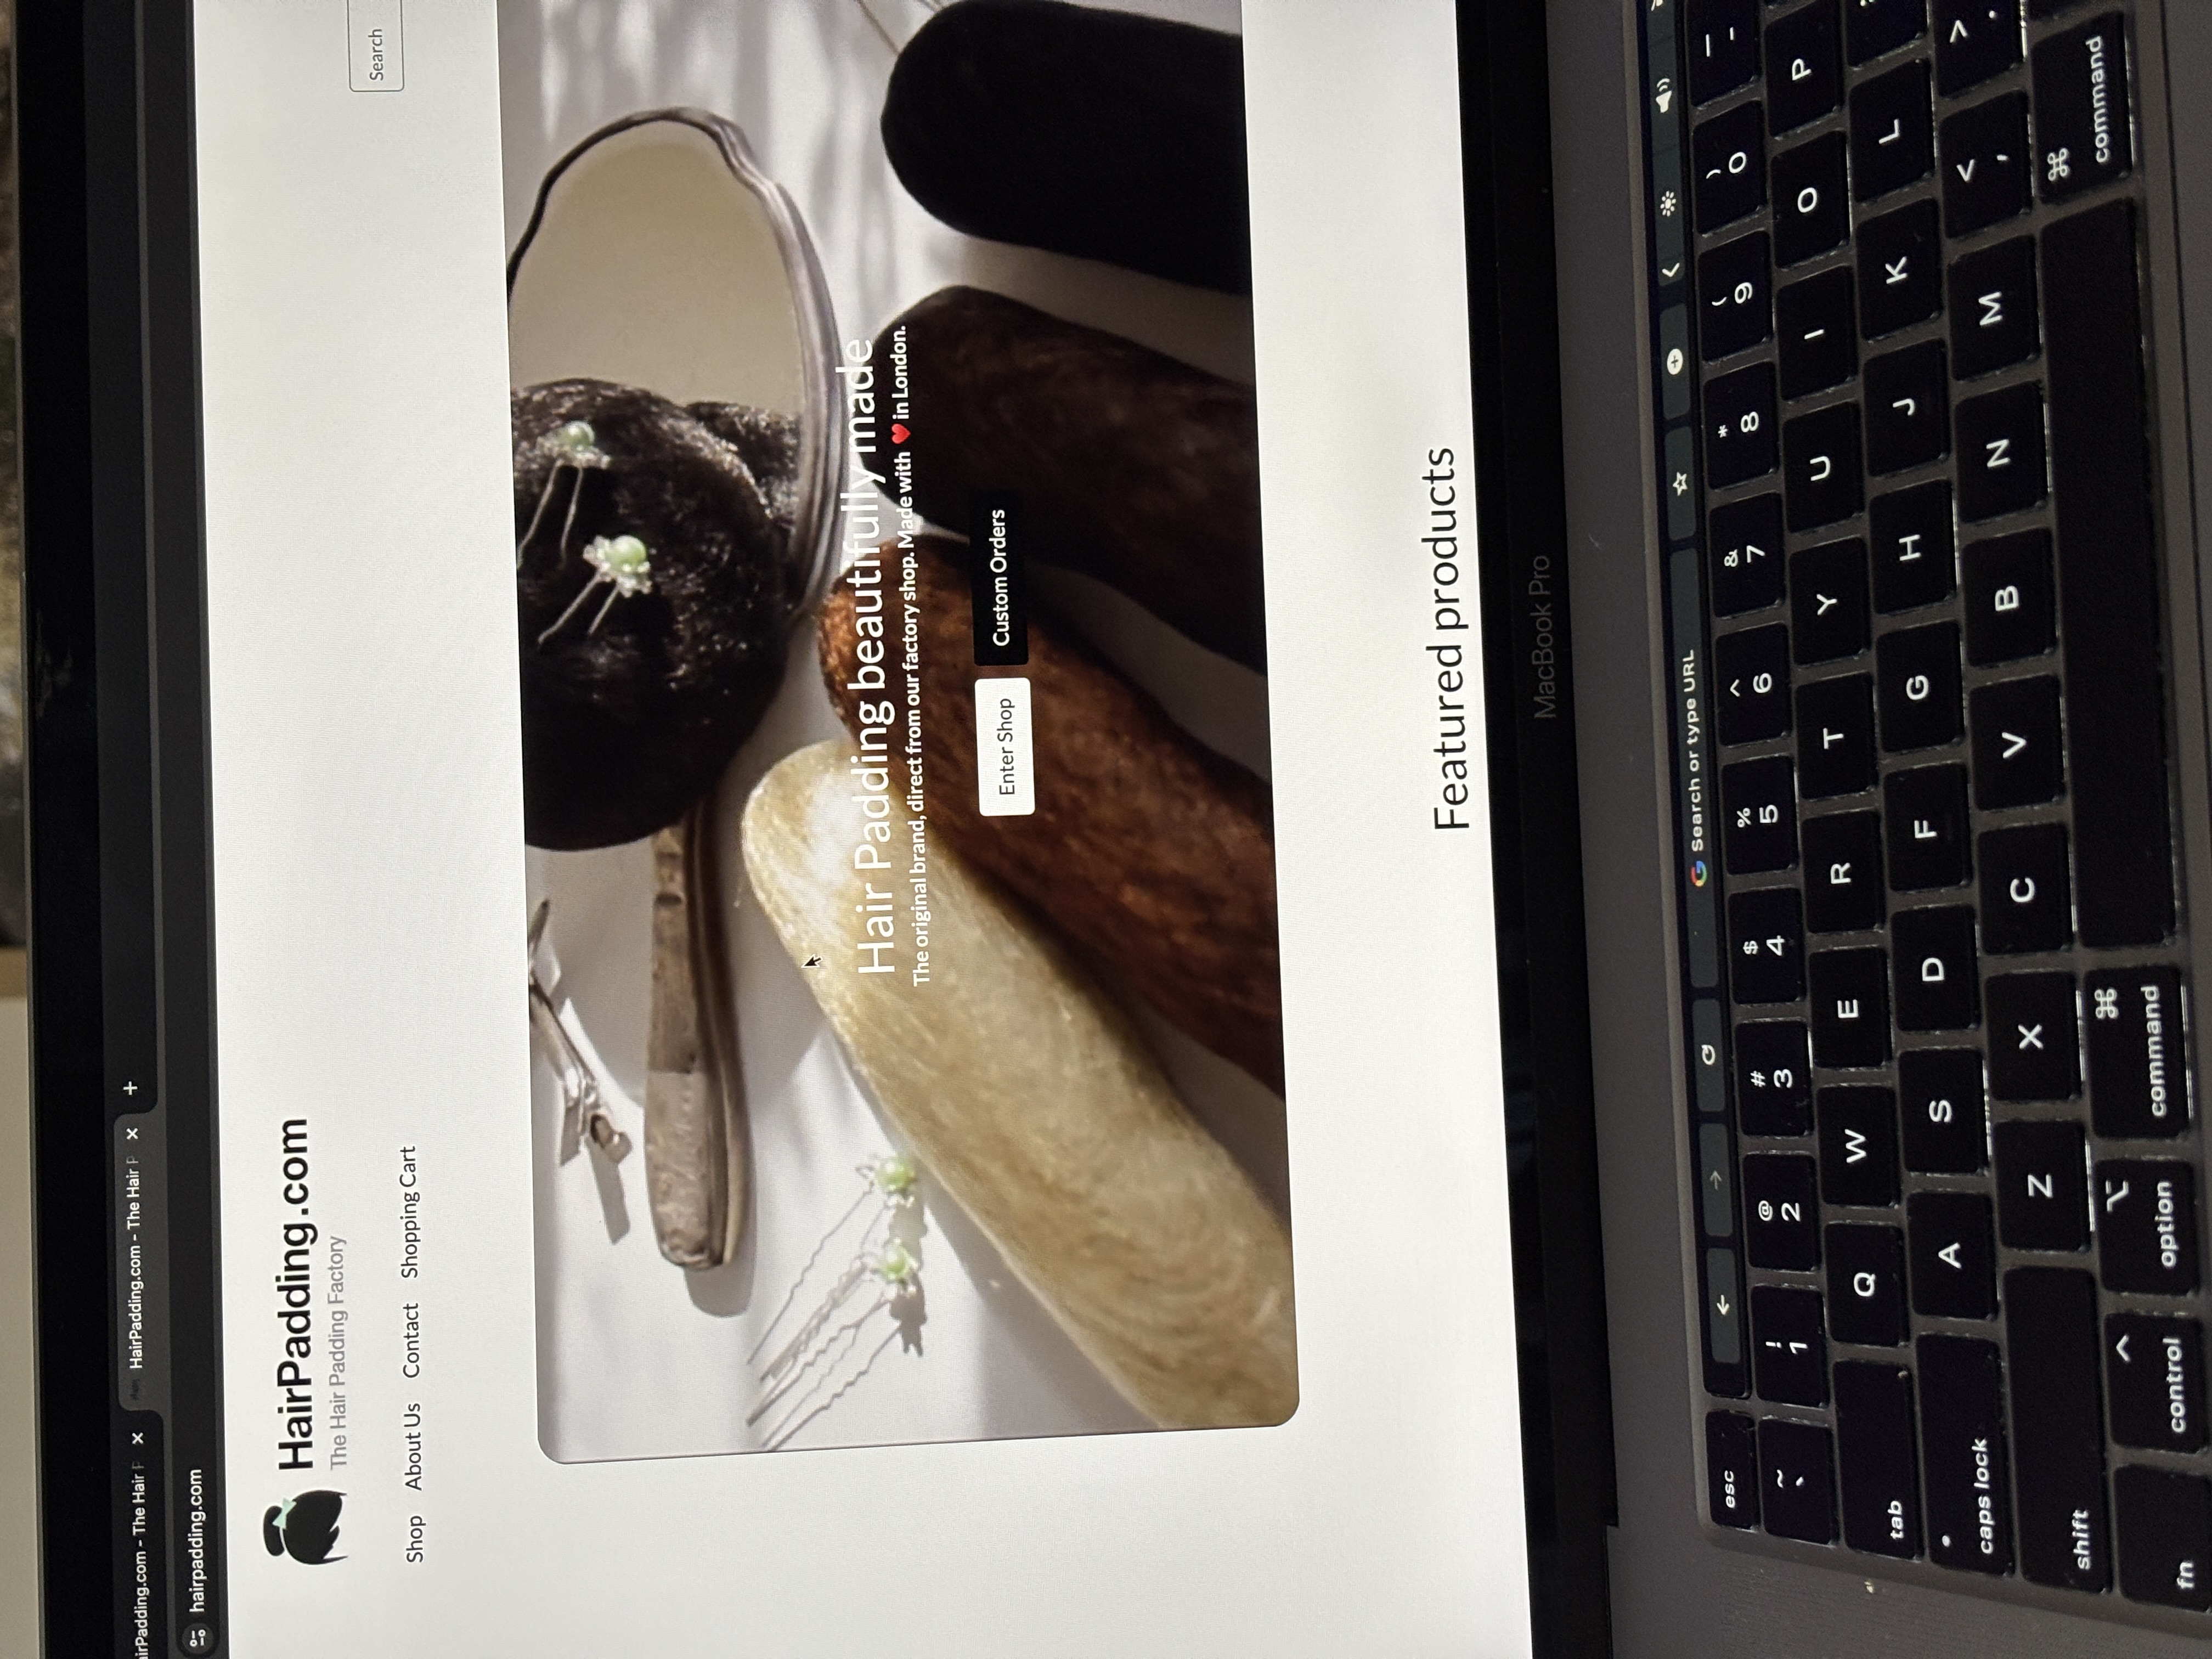 irPadding.com - The Hair P
HairPadding.com - The Hair P
hairpadding.com
HairPadding.com
The Hair Padding Factory
Search
Shop About Us Contact Shopping Cart
Hair Padding beautifully made
The original brand, direct from our factory shop. Made with ❤️ in London.
Enter Shop Custom Orders
Featured products
MacBook Pro
esc
Search or type URL
~ ! @ # $ % ^ & * ( ) —
` 1 2 3 4 5 6 7 8 9 0 -
tab Q W E R T Y U I O P
caps lock A S D F G H J K L
shift Z X C V B N M < , > .
fn control option command command